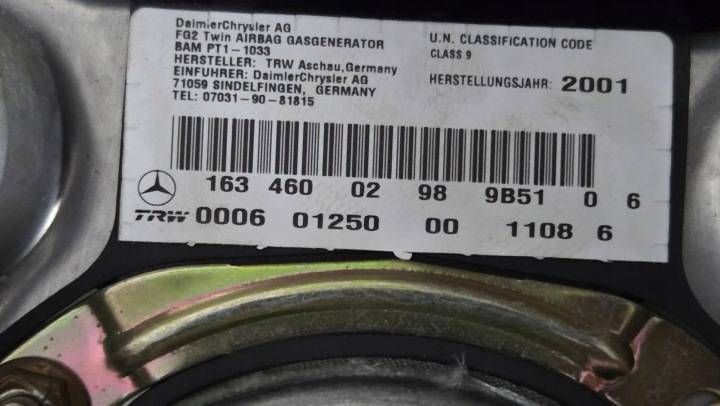 DaimlerChrysler AG
FG2 Twin AIRBAG GASGENERATOR
BAM PT1-1033
HERSTELLER: TRW Aschau,Germany
EINFUHRER: DaimlerChrysler AG
71059 SINDELFINGEN, GERMANY
TEL: 07031-90-81815
U.N. CLASSIFICATION CODE
CLASS 9
HERSTELLUNGSJAHR: 2001
163 460 02 98 9B51 0 6
TRW 0006 01250 00 1108 6